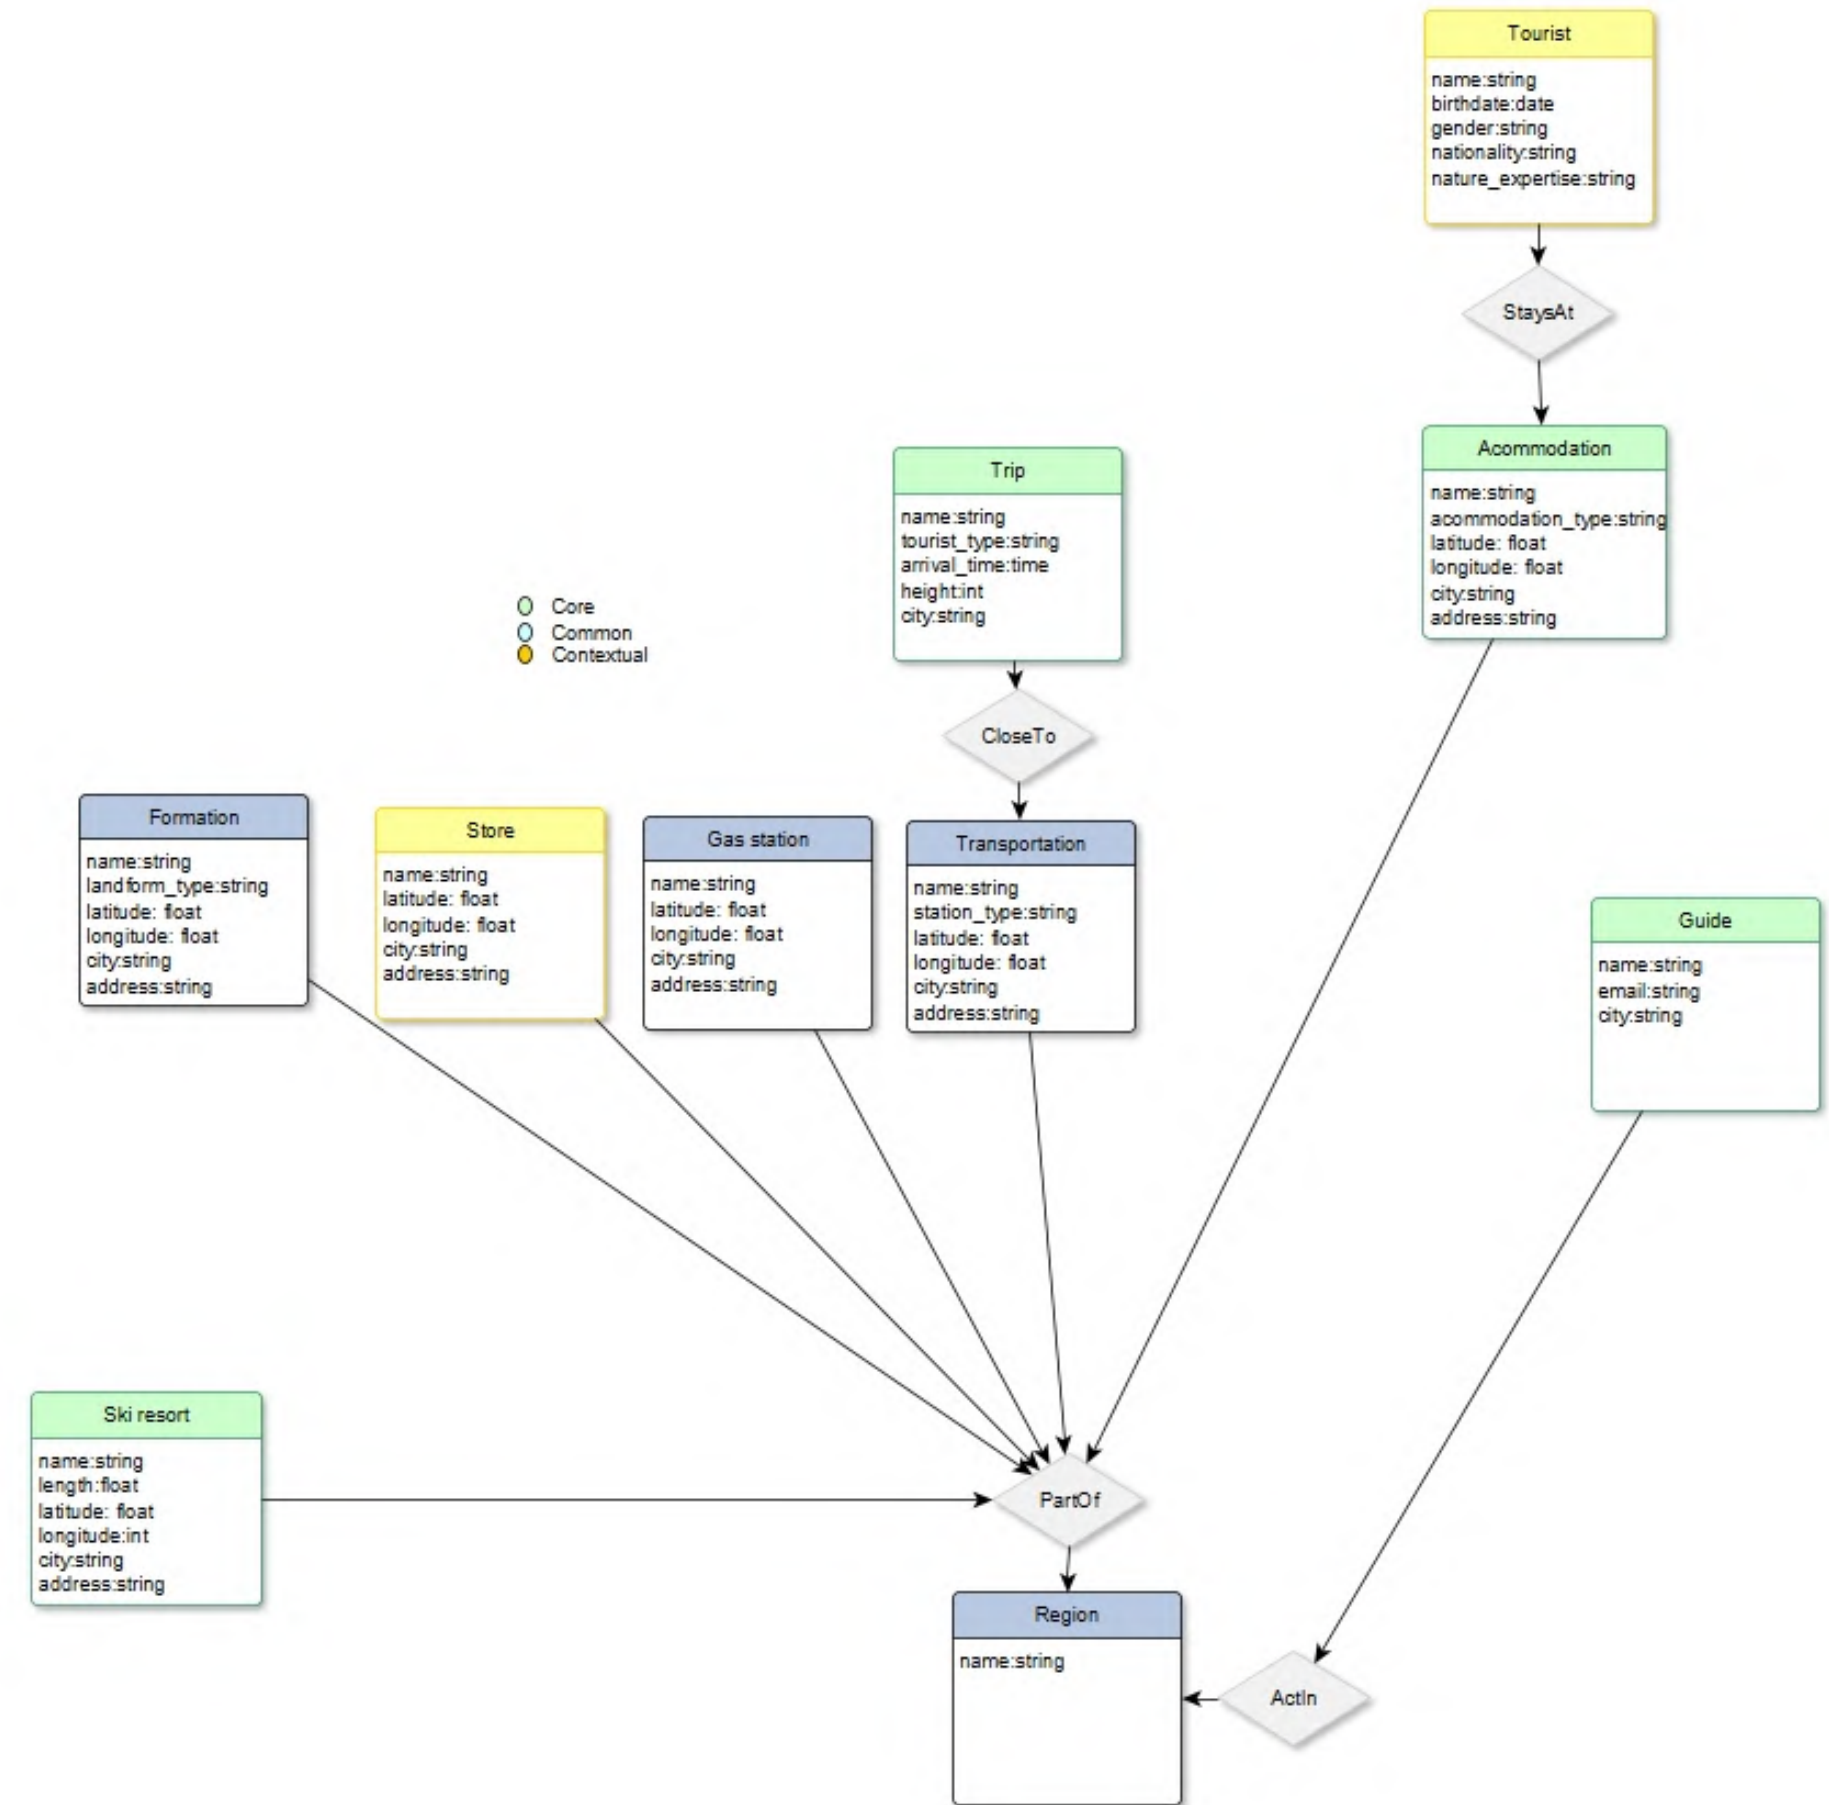 Tourist
name:string
birthdate:date
gender:string
nationality:string
nature_expertise:string
StaysAt
Acommodation
name:string
acommodation_type:string
latitude: float
longitude: float
city:string
address:string
Trip
name:string
tourist_type:string
arrival_time:time
height:int
city:string
Core
Common
Contextual
CloseTo
Formation
name:string
landform_type:string
latitude: float
longitude: float
city:string
address:string
Store
name:string
latitude: float
longitude: float
city:string
address:string
Gas station
name:string
latitude: float
longitude: float
city:string
address:string
Transportation
name:string
station_type:string
latitude: float
longitude: float
city:string
address:string
Guide
name:string
email:string
city:string
Ski resort
name:string
length:float
latitude: float
longitude:int
city:string
address:string
PartOf
Region
name:string
ActIn